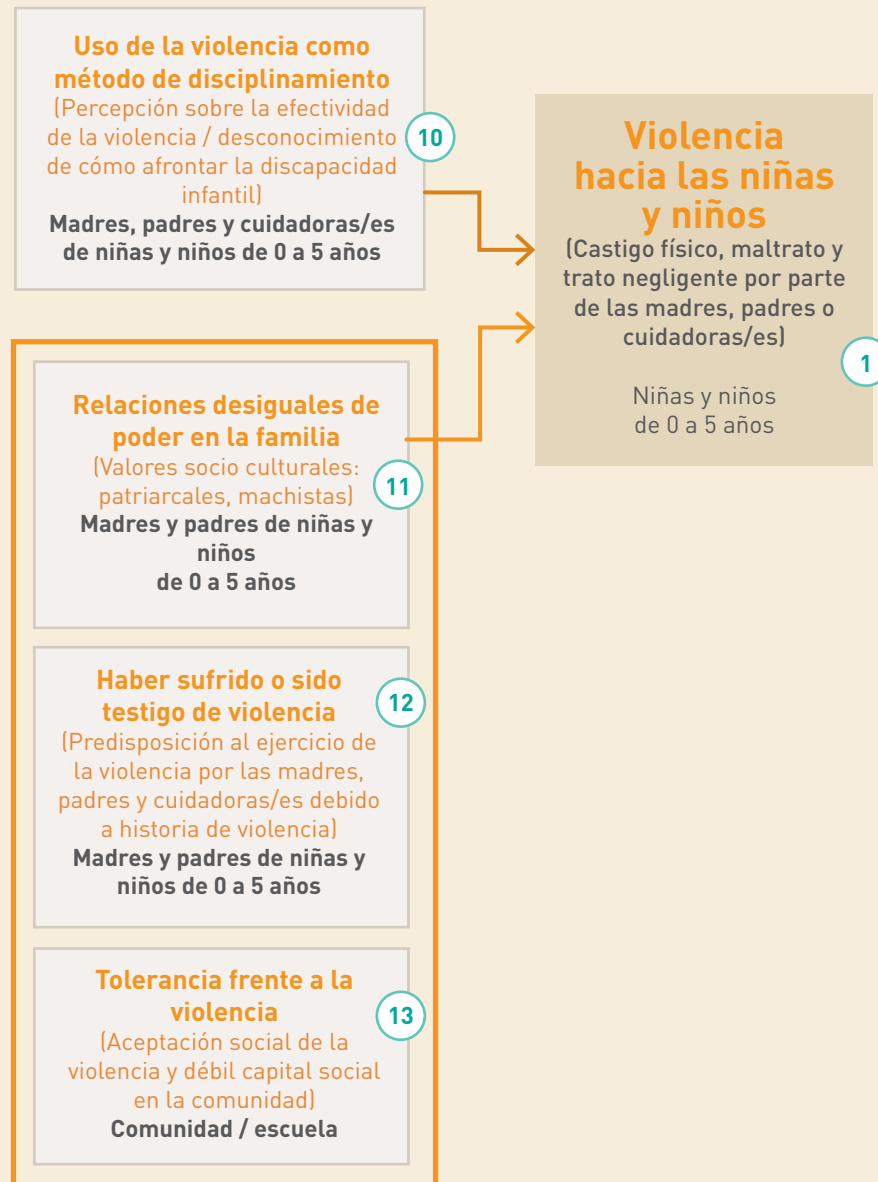 Uso de la violencia como
método de disciplinamiento
(Percepción sobre la efectividad
de la violencia / desconocimiento
de cómo afrontar la discapacidad
infantil)
Madres, padres y cuidadoras/es
de niñas y niños de 0 a 5 años
10
Violencia
hacia las niñas
y niños
(Castigo físico, maltrato y
trato negligente por parte
de las madres, padres o
cuidadoras/es)
Niñas y niños
de 0 a 5 años
1
Relaciones desiguales de
poder en la familia
(Valores socio culturales:
patriarcales, machistas)
Madres y padres de niñas y
niños
de 0 a 5 años
11
Haber sufrido o sido
testigo de violencia
(Predisposición al ejercicio de
la violencia por las madres,
padres y cuidadoras/es debido
a historia de violencia)
Madres y padres de niñas y
niños de 0 a 5 años
12
Tolerancia frente a la
violencia
(Aceptación social de la
violencia y débil capital social
en la comunidad)
Comunidad / escuela
13